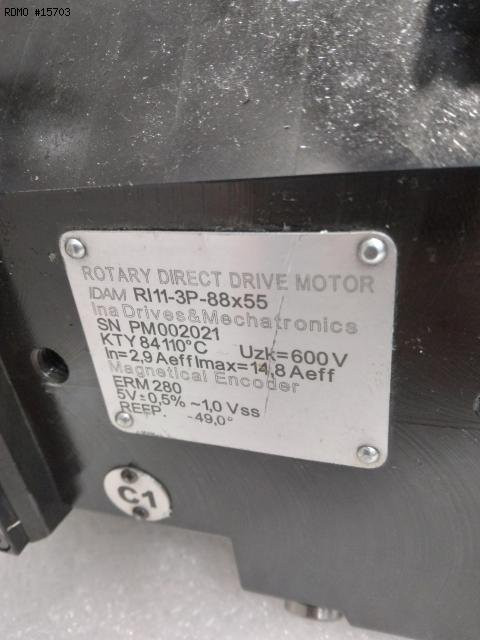 RDMO #15703
ROTARY DIRECT DRIVE MOTOR
IDAM RI11-3P-88x55
Ina Drives&Mechatronics
SN PM002021
KTY 84 110°C Uzk=600 V
In=2,9 Aeff Imax=14,8 Aeff
Magnetical Encoder
ERM 280
5V ±0,5% ~1,0 Vss
REEP. -49,0°
C1